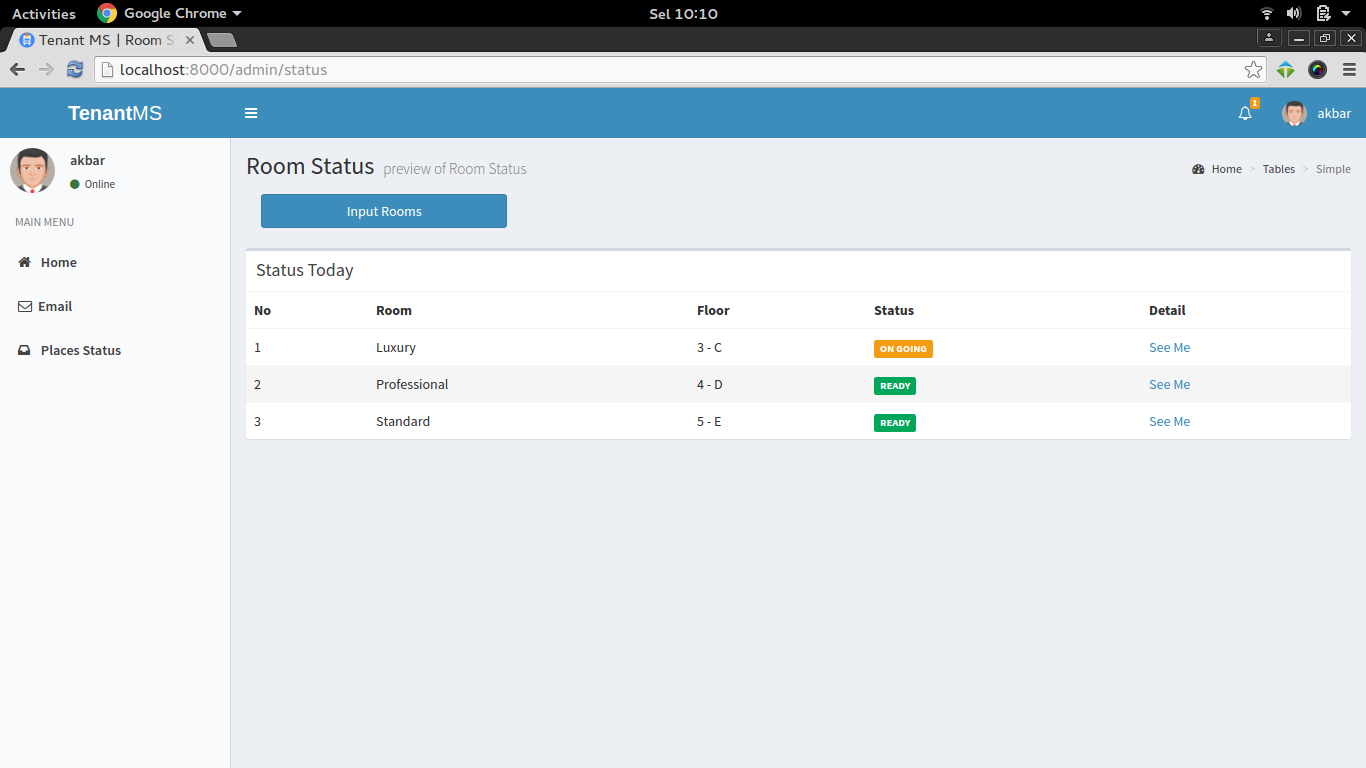 Activities Google Chrome Sel 10:10
Tenant MS | Room S
localhost:8000/admin/status
TenantMS 1 akbar
akbar
Online
MAIN MENU
Home
Email
Places Status
Room Status preview of Room Status Home > Tables > Simple
Input Rooms
Status Today
No Room Floor Status Detail
1 Luxury 3 - C ON GOING See Me
2 Professional 4 - D READY See Me
3 Standard 5 - E READY See Me